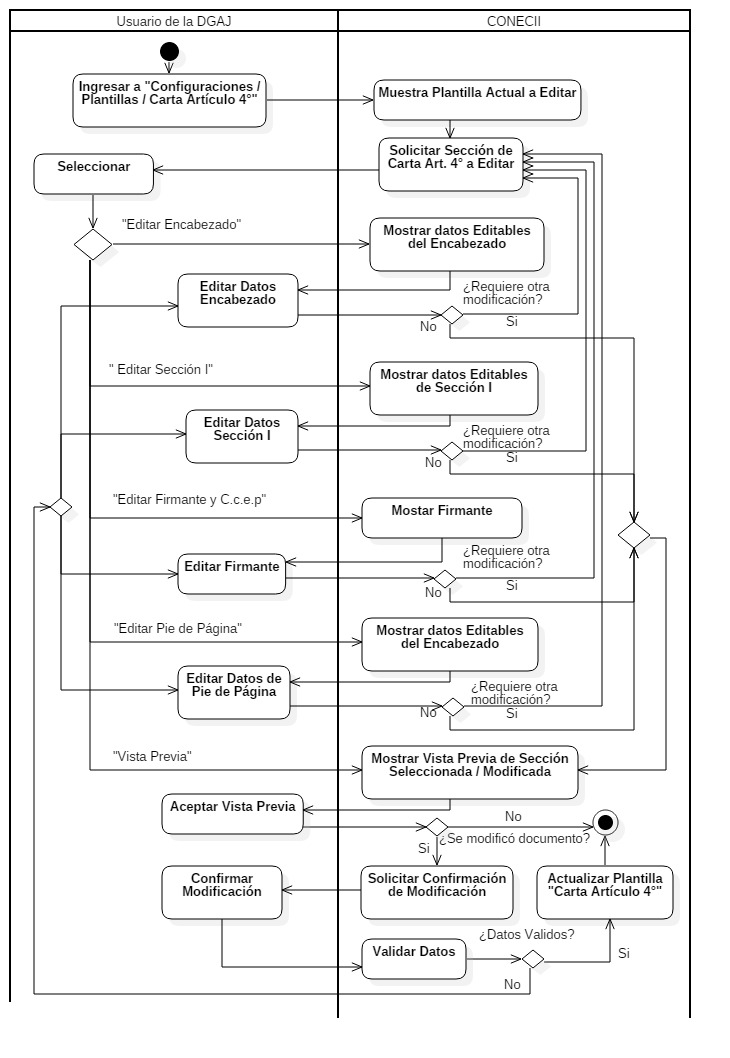 Usuario de la DGAJ
CONECII
Ingresar a "Configuraciones /
Plantillas / Carta Artículo 4°"
Muestra Plantilla Actual a Editar
Solicitar Sección de
Carta Art. 4° a Editar
Seleccionar
"Editar Encabezado"
Mostrar datos Editables
del Encabezado
Editar Datos
Encabezado
¿Requiere otra
modificación?
No
Si
" Editar Sección I"
Mostrar datos Editables
de Sección I
Editar Datos
Sección I
¿Requiere otra
modificación?
No
Si
"Editar Firmante y C.c.e.p"
Mostar Firmante
Editar Firmante
¿Requiere otra
modificación?
No
Si
"Editar Pie de Página"
Mostrar datos Editables
del Encabezado
Editar Datos de
Pie de Página
¿Requiere otra
modificación?
No
Si
"Vista Previa"
Mostrar Vista Previa de Sección
Seleccionada / Modificada
Aceptar Vista Previa
No
¿Se modificó documento?
Si
Confirmar
Modificación
Solicitar Confirmación
de Modificación
Actualizar Plantilla
"Carta Artículo 4°"
Validar Datos
¿Datos Validos?
Si
No